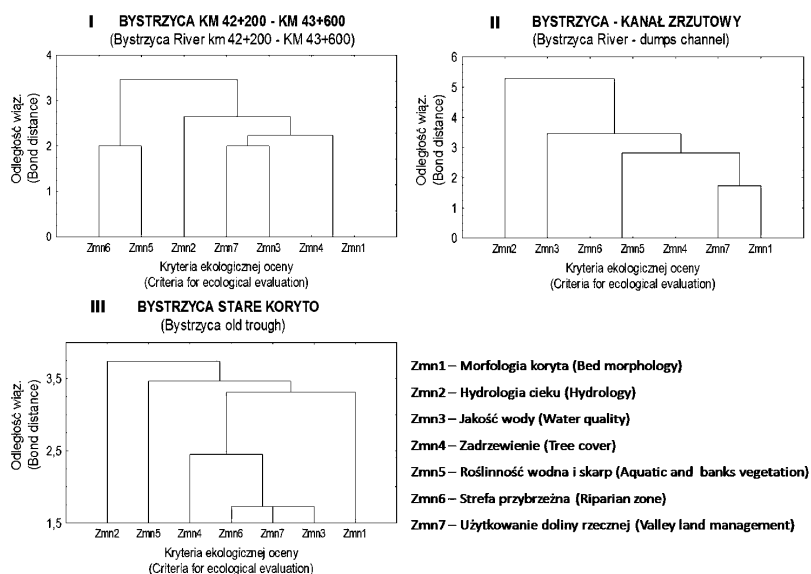 I BYSTRZYCA KM 42+200 - KM 43+600
(Bystrzyca River km 42+200 - KM 43+600)
Odległość wiąz.
(Bond distance)
4
3
2
1
0
Zmn6 Zmn5 Zmn2 Zmn7 Zmn3 Zmn4 Zmn1
Kryteria ekologicznej oceny
(Criteria for ecological evaluation)
II BYSTRZYCA - KANAŁ ZRZUTOWY
(Bystrzyca River - dumps channel)
Odległość wiąz.
(Bond distance)
6
5
4
3
2
1
0
Zmn2 Zmn3 Zmn6 Zmn5 Zmn4 Zmn7 Zmn1
Kryteria ekologicznej oceny
(Criteria for ecological evaluation)
III BYSTRZYCA STARE KORYTO
(Bystrzyca old trough)
Odległość wiąz.
(Bond distance)
3,5
2,5
1,5
Zmn2 Zmn5 Zmn4 Zmn6 Zmn7 Zmn3 Zmn1
Kryteria ekologicznej oceny
(Criteria for ecological evaluation)
Zmn1 – Morfologia koryta (Bed morphology)
Zmn2 – Hydrologia cieku (Hydrology)
Zmn3 – Jakość wody (Water quality)
Zmn4 – Zadrzewienie (Tree cover)
Zmn5 – Roślinność wodna i skarp (Aquatic and banks vegetation)
Zmn6 – Strefa przybrzeżna (Riparian zone)
Zmn7 – Użytkowanie doliny rzecznej (Valley land management)